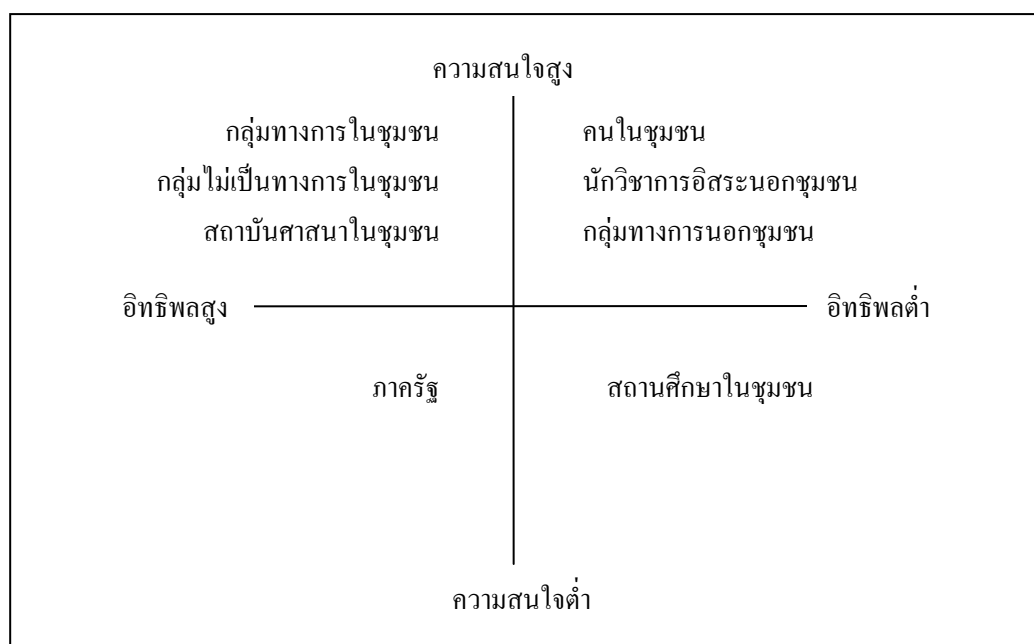 ความสนใจสูง
กลุ่มทางการในชุมชน
คนในชุมชน
กลุ่มไม่เป็นทางการในชุมชน
นักวิชาการอิสระนอกชุมชน
สถาบันศาสนาในชุมชน
กลุ่มทางการนอกชุมชน
อิทธิพลสูง
อิทธิพลต่ำ
ภาครัฐ
สถานศึกษาในชุมชน
ความสนใจต่ำ